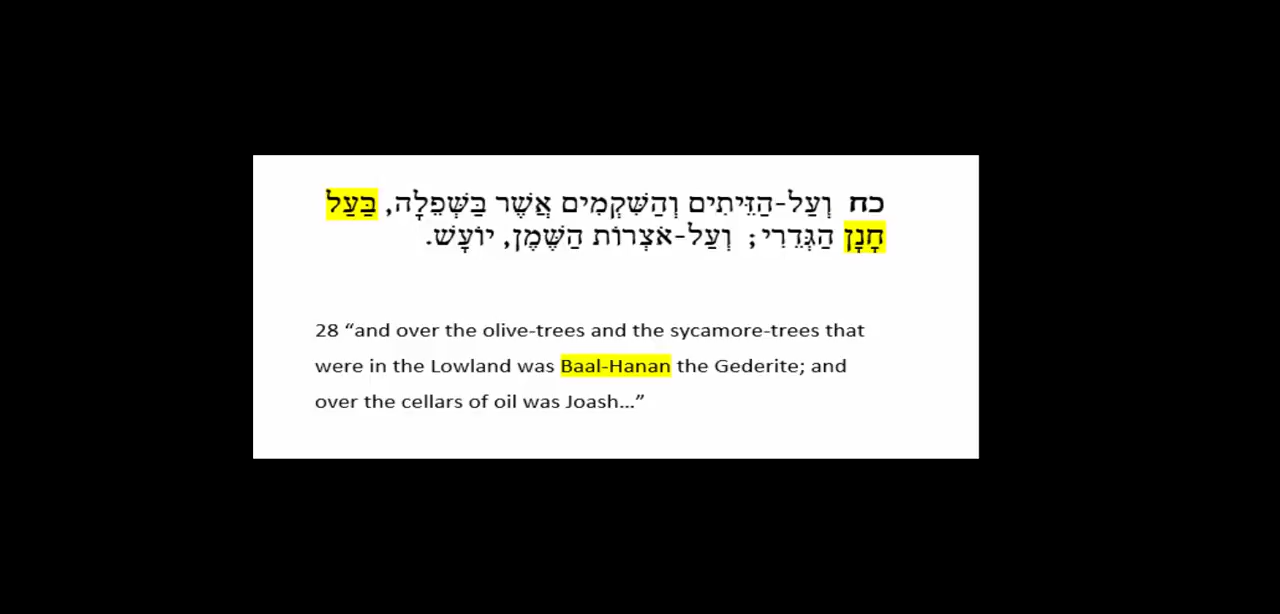 כח  וְעַל-הַזֵּיתִים וְהַשִּׁקְמִים אֲשֶׁר בַּשְּׁפֵלָה, בַּעַל
חָנָן הַגְּדֵרִי;  וְעַל-אֹצְרוֹת הַשֶּׁמֶן, יוֹעָשׁ.
28 “and over the olive-trees and the sycamore-trees that
were in the Lowland was Baal-Hanan the Gederite; and
over the cellars of oil was Joash…”